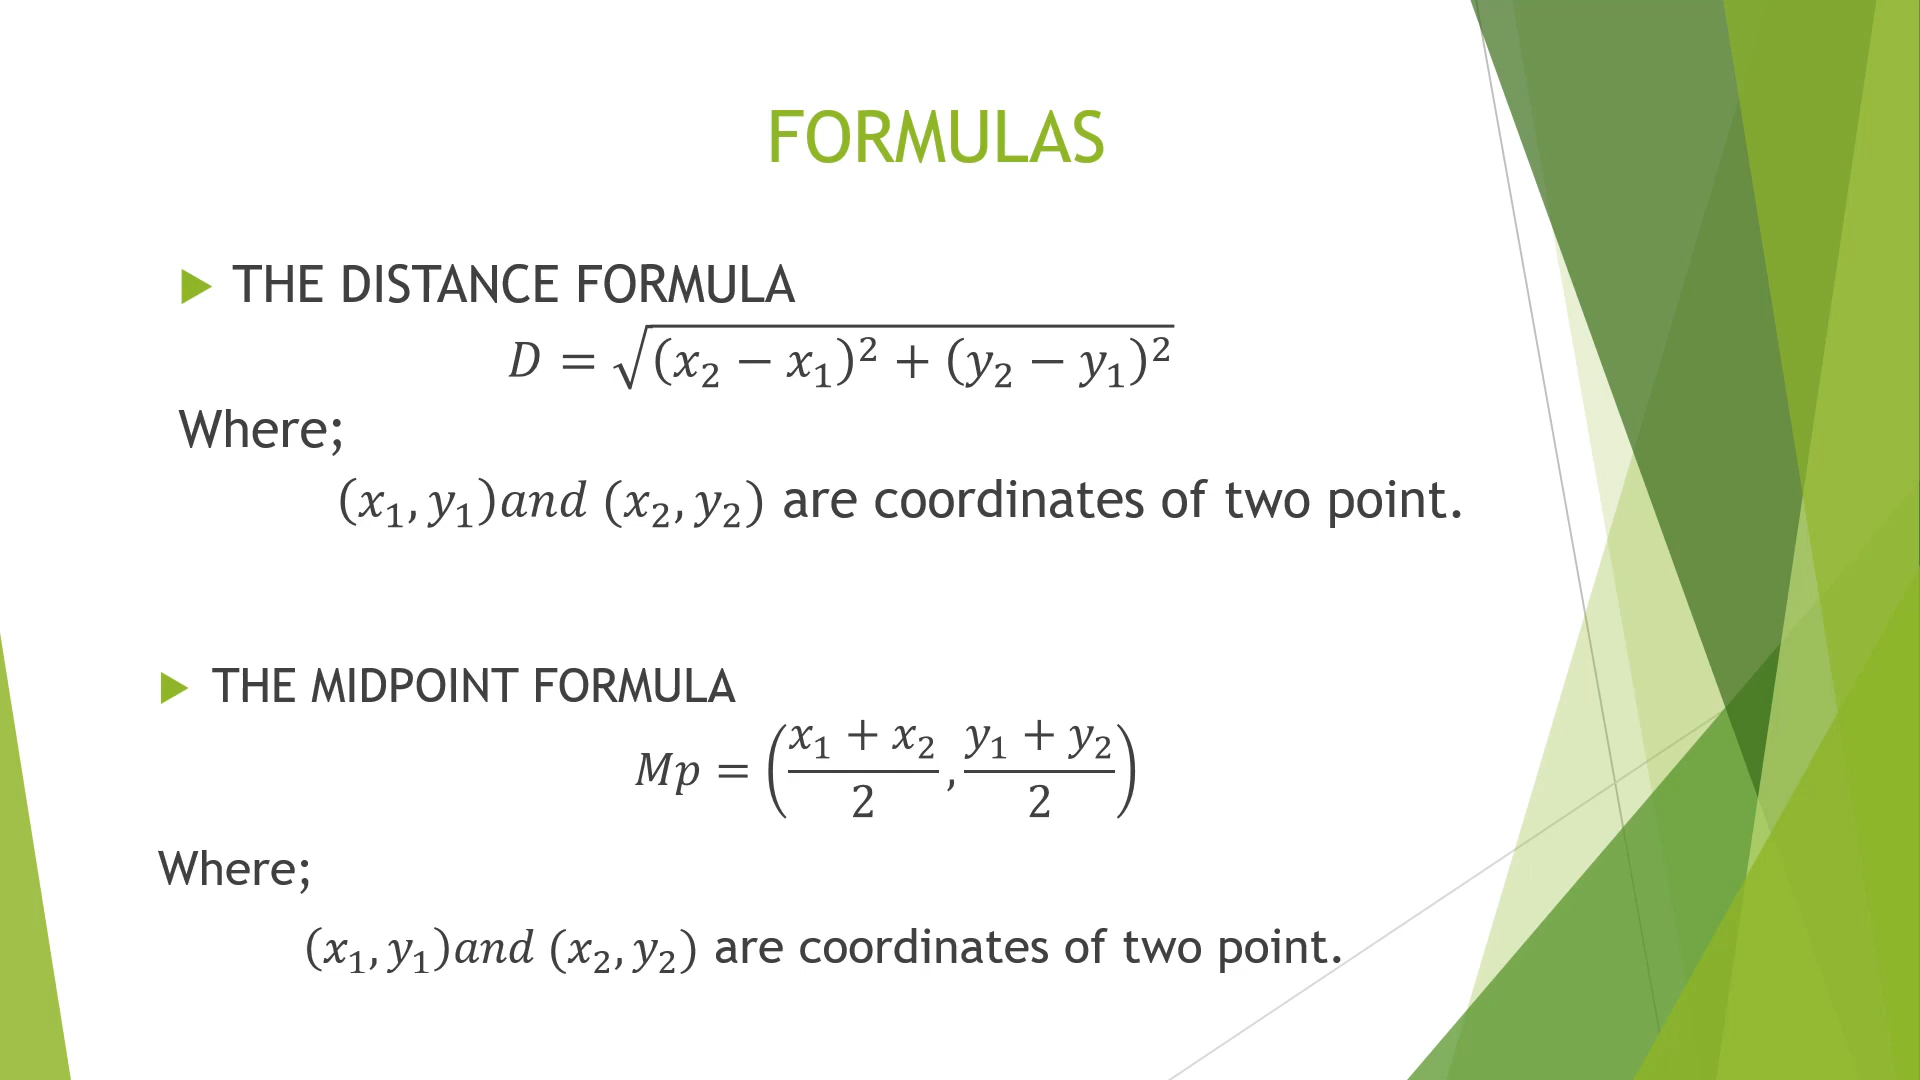 FORMULAS
▶ THE DISTANCE FORMULA
D = √((x₂ − x₁)² + (y₂ − y₁)²)
Where;
(x₁, y₁)and (x₂, y₂) are coordinates of two point.
▶ THE MIDPOINT FORMULA
Mp = ((x₁ + x₂)/2, (y₁ + y₂)/2)
Where;
(x₁, y₁)and (x₂, y₂) are coordinates of two point.